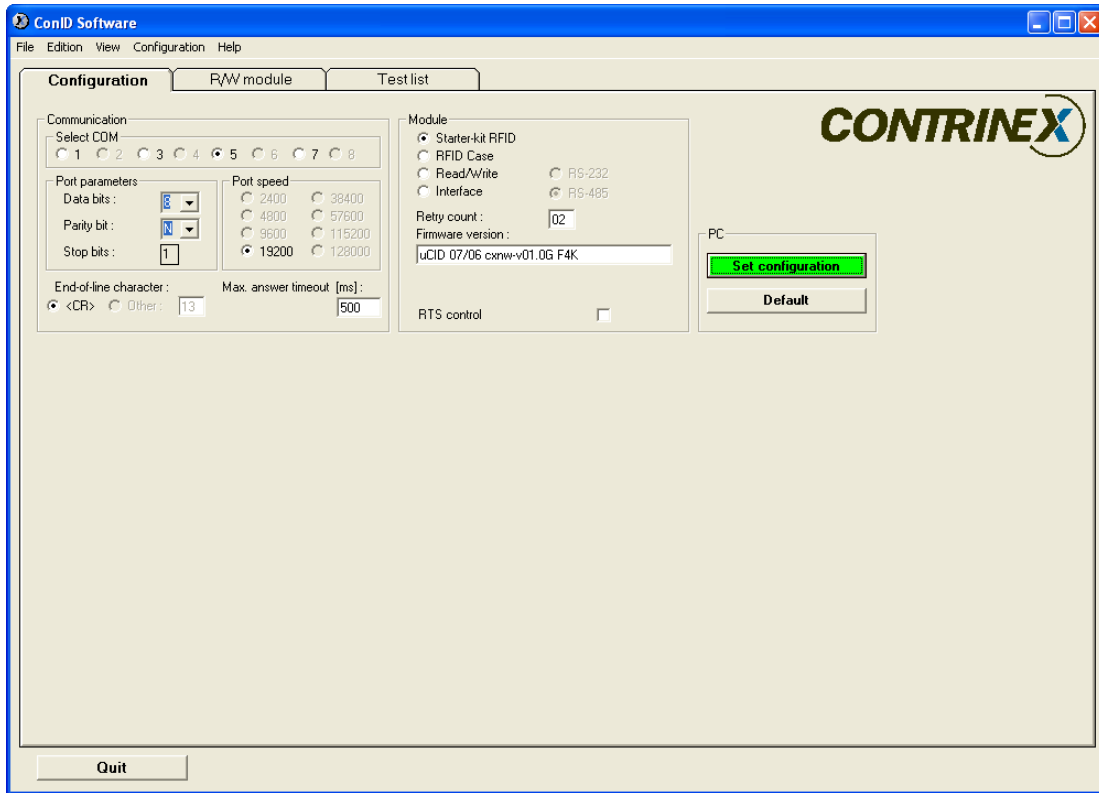 ConID Software
File Edition View Configuration Help
Configuration R/W module Test list
CONTRINEX
Communication
Select COM
1 2 3 4 5 6 7 8
Port parameters
Data bits : 8
Parity bit : N
Stop bits : 1
Port speed
2400 38400
4800 57600
9600 115200
19200 128000
End-of-line character :
<CR> Other : 13
Max. answer timeout [ms] :
500
Module
Starter-kit RFID
RFID Case
Read/Write RS-232
Interface RS-485
Retry count : 02
Firmware version :
uCID 07/06 cxnw-v01.0G F4K
RTS control
PC
Set configuration
Default
Quit